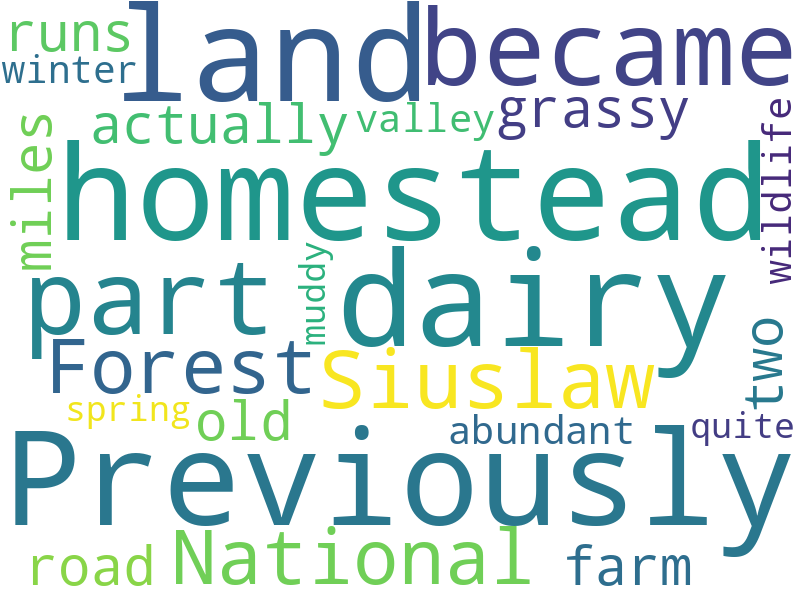 runs land became
winter
actually valley grassy
miles homestead wildlife
part muddy dairy
Forest Siuslaw two
spring old abundant quite
Previously
road National farm